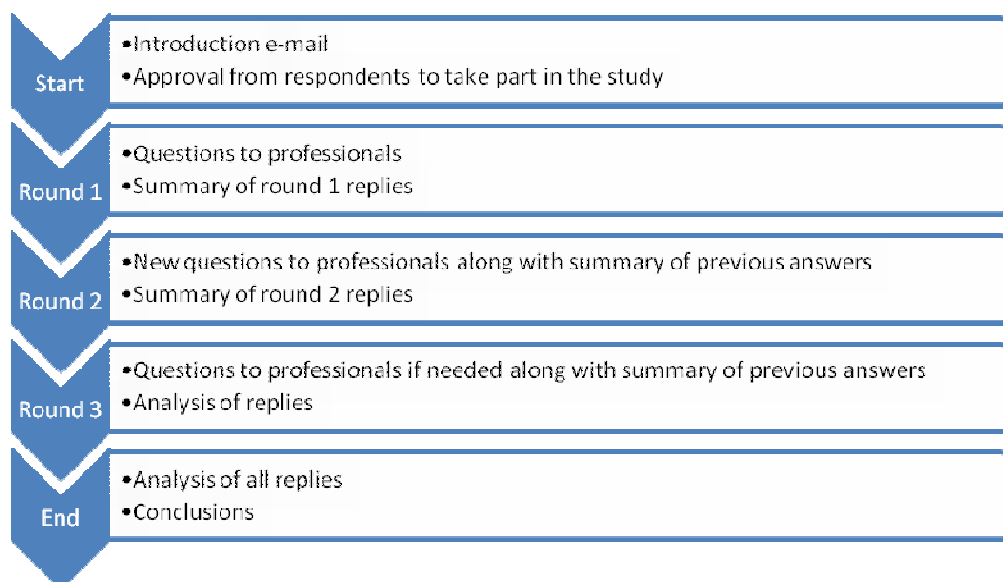 Start
•Introduction e-mail
•Approval from respondents to take part in the study
Round 1
•Questions to professionals
•Summary of round 1 replies
Round 2
•New questions to professionals along with summary of previous answers
•Summary of round 2 replies
Round 3
•Questions to professionals if needed along with summary of previous answers
•Analysis of replies
End
•Analysis of all replies
•Conclusions